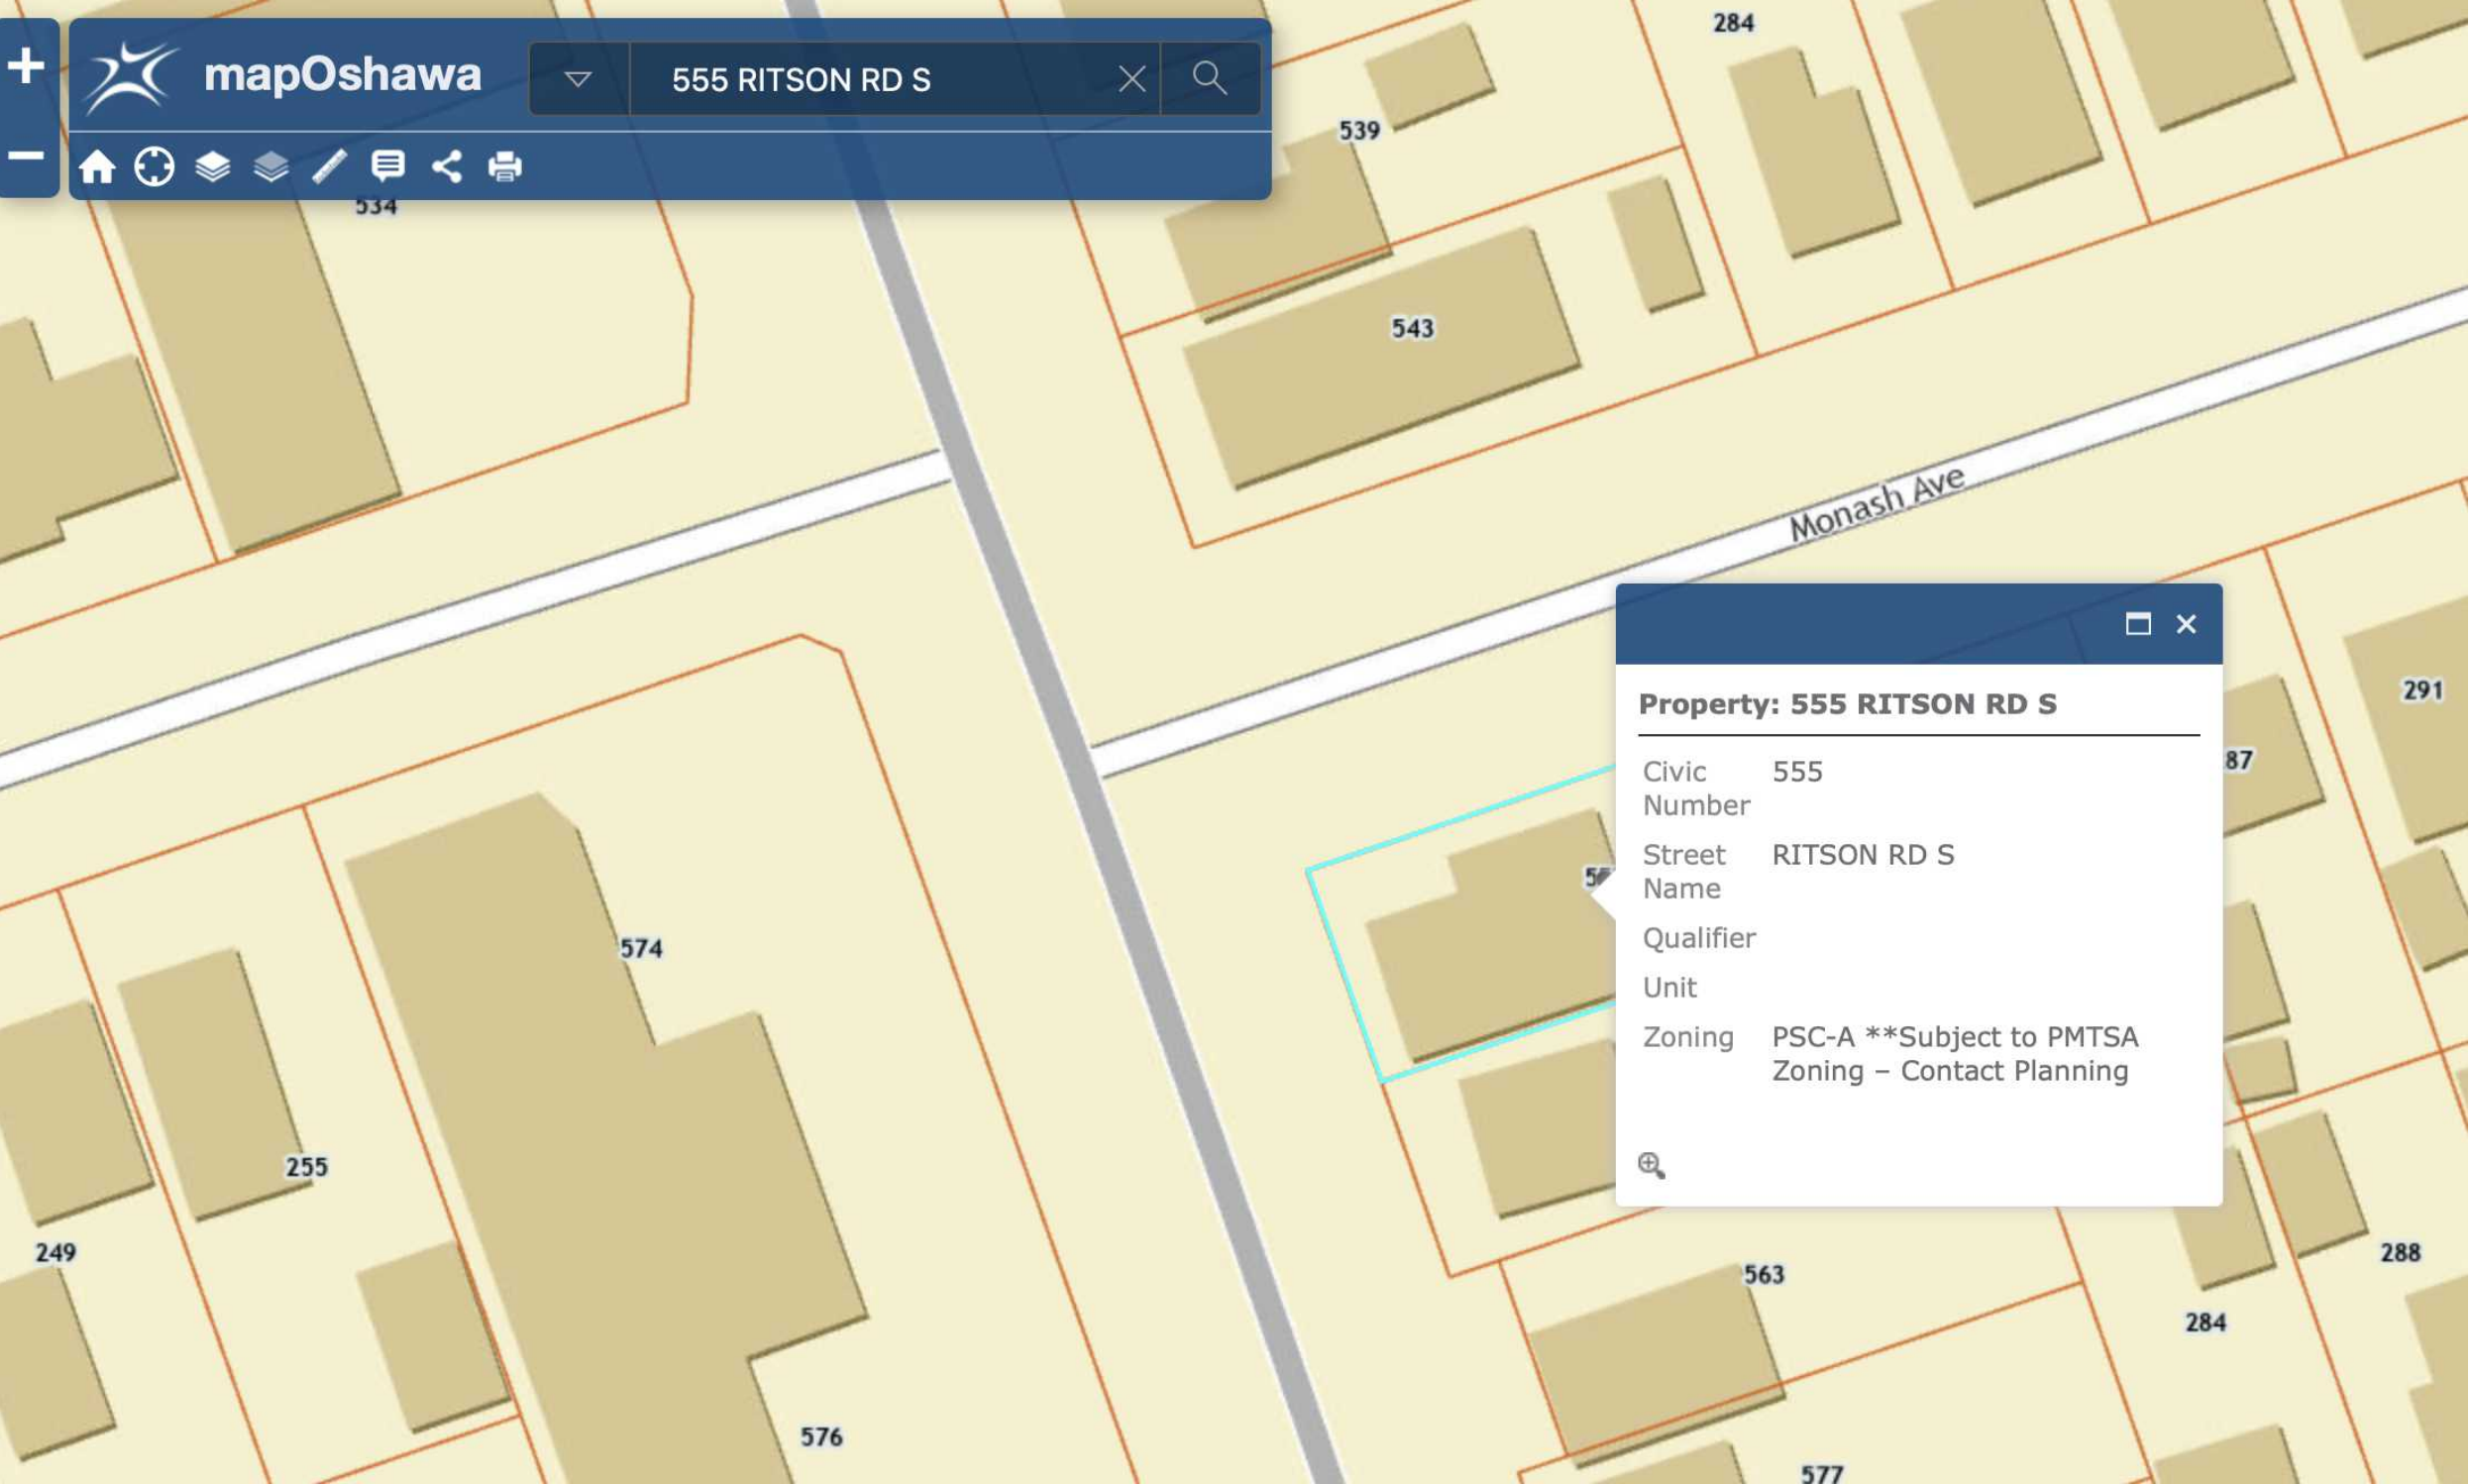 284
mapOshawa
555 RITSON RD S
539
534
543
Monash Ave
291
Property: 555 RITSON RD S
87
Civic Number 555
Street Name RITSON RD S
574
Qualifier
Unit
Zoning PSC-A **Subject to PMTSA
Zoning – Contact Planning
255
249
563
288
284
576
577